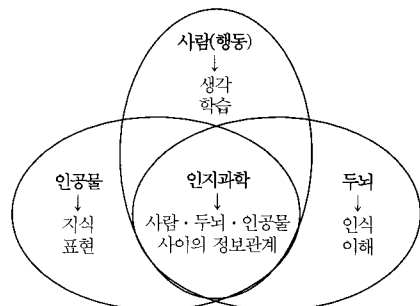 사람(행동)
↓
생각
학습
인공물
↓
지식
표현
인지과학
↓
사람·두뇌·인공물
사이의 정보관계
두뇌
↓
인식
이해